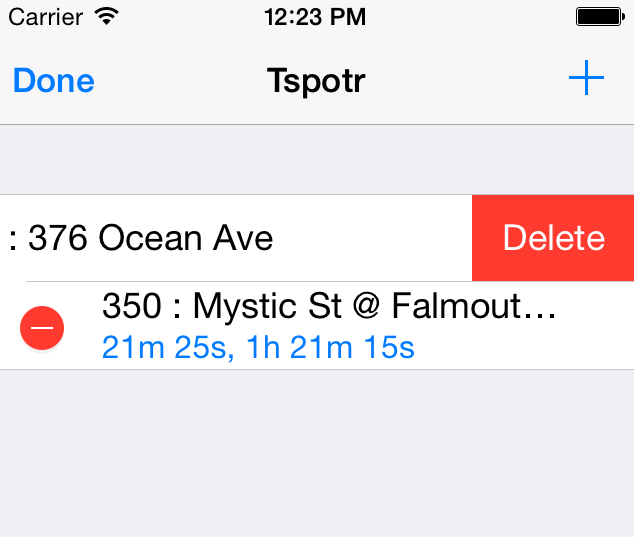 Carrier 12:23 PM
Done Tspotr +
: 376 Ocean Ave Delete
350 : Mystic St @ Falmout...
21m 25s, 1h 21m 15s